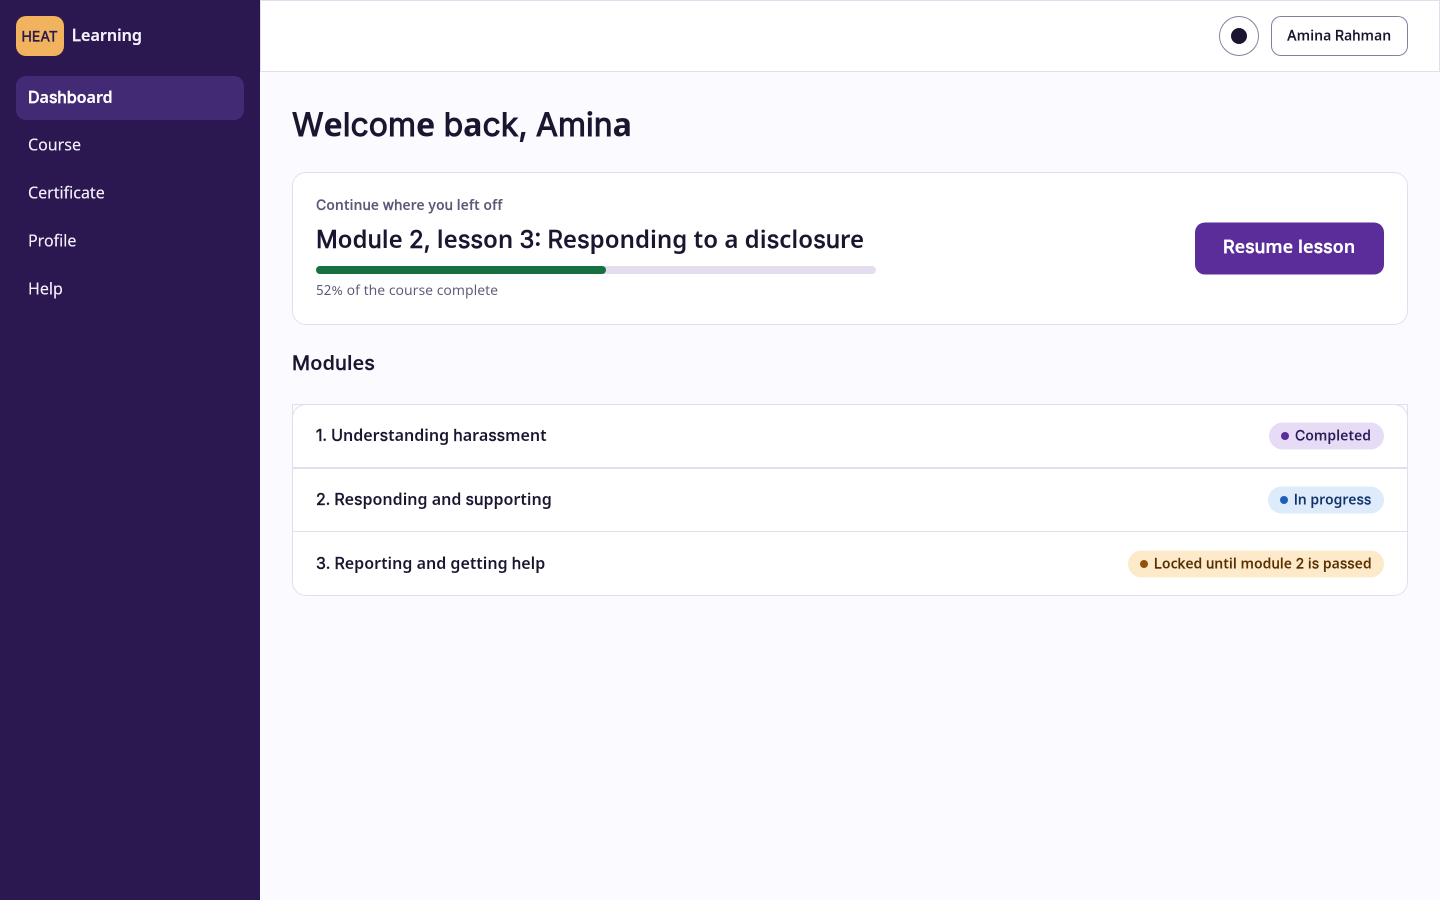 HEAT Learning
Dashboard
Course
Certificate
Profile
Help
Amina Rahman
Welcome back, Amina
Continue where you left off
Module 2, lesson 3: Responding to a disclosure
52% of the course complete
Resume lesson
Modules
1. Understanding harassment Completed
2. Responding and supporting In progress
3. Reporting and getting help Locked until module 2 is passed